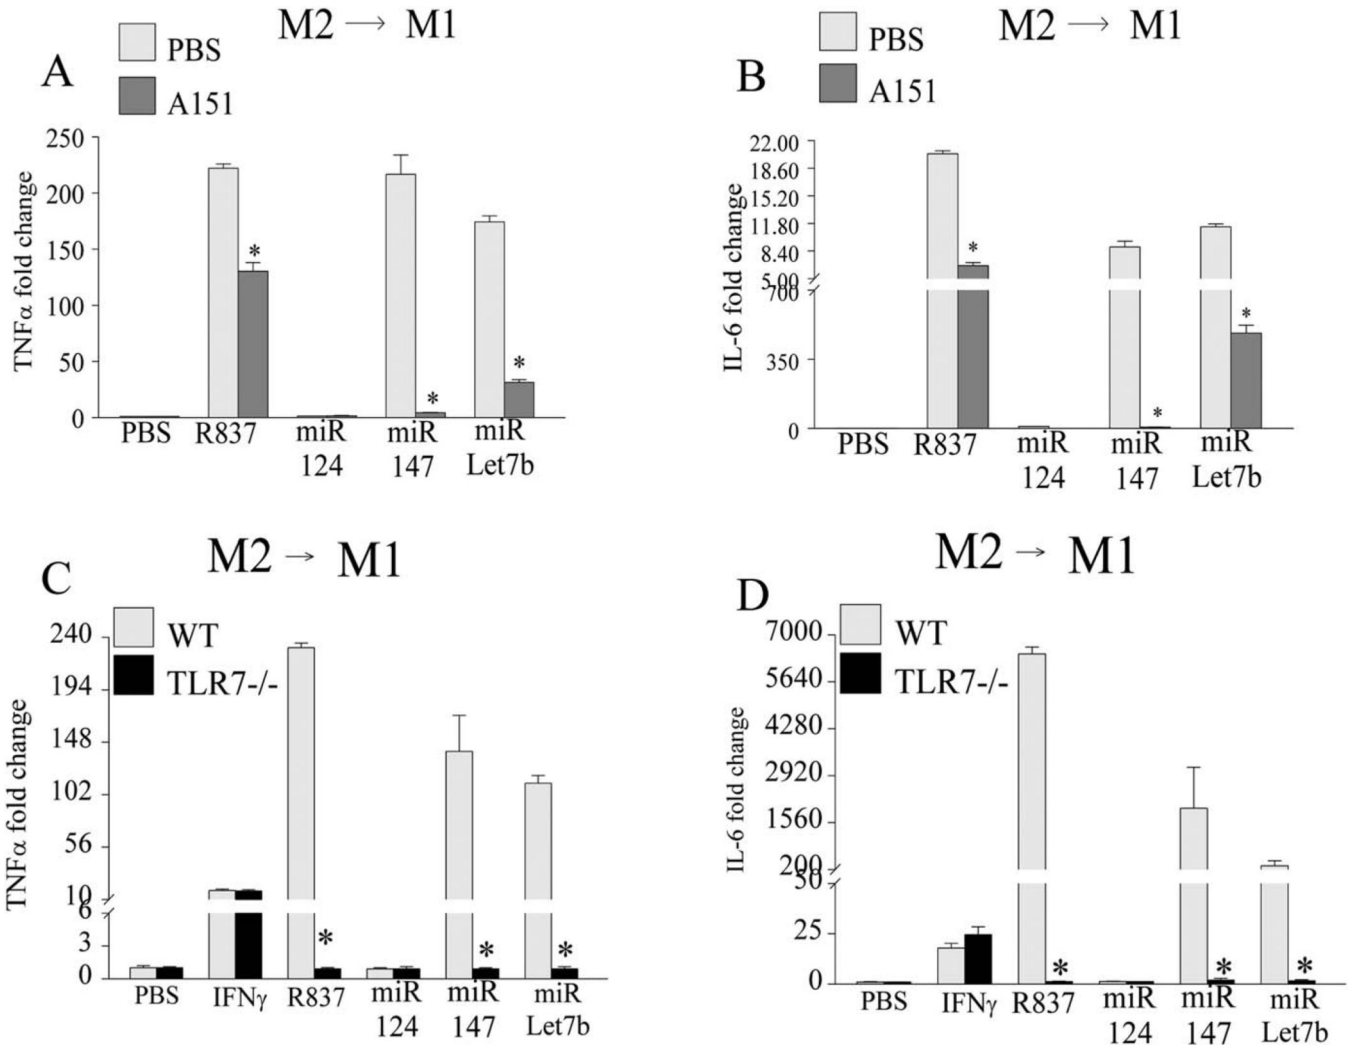 M2 → M1
PBS
A151
A
TNFα fold change
250
200
150
100
50
0
*
*
*
PBS R837 miR miR miR
124 147 Let7b
M2 → M1
PBS
A151
B
IL-6 fold change
22.00
18.60
15.20
11.80
8.40
5.00
700
350
0
*
*
*
PBS R837 miR miR miR
124 147 Let7b
M2 → M1
C
WT
TLR7-/-
TNFα fold change
240
194
148
102
56
10
6
3
0
*
*
*
PBS IFNγ R837 miR miR miR
124 147 Let7b
M2 → M1
D
WT
TLR7-/-
IL-6 fold change
7000
5640
4280
2920
1560
200
50
25
0
*
*
*
PBS IFNγ R837 miR miR miR
124 147 Let7b